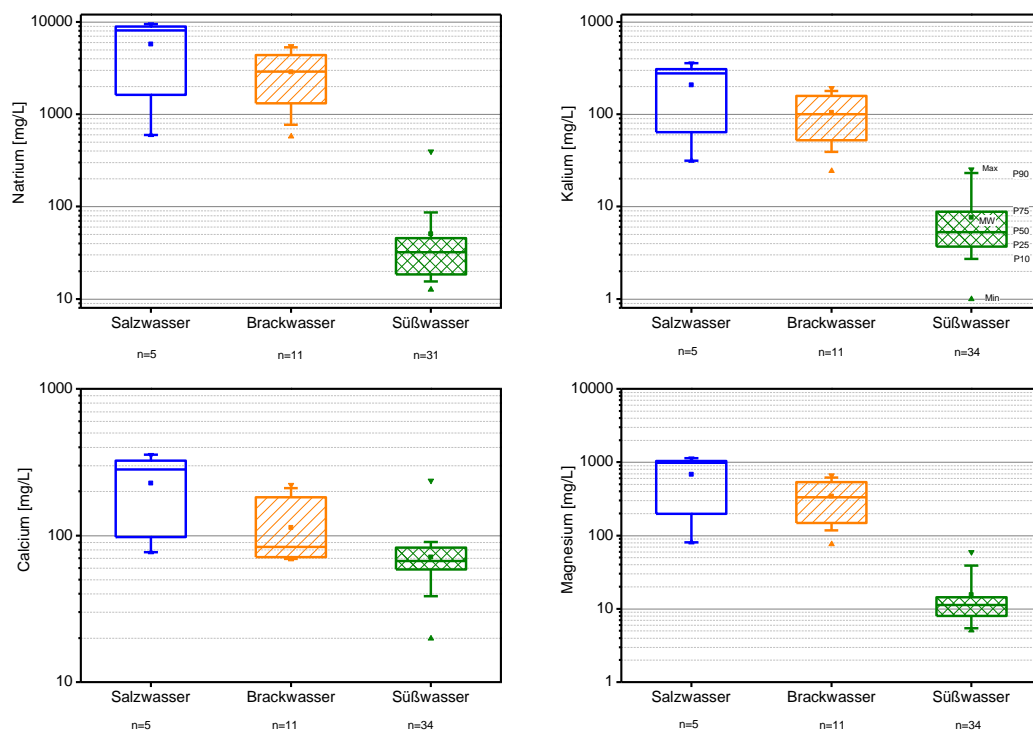 Natrium [mg/L]
10000
1000
100
10
Salzwasser Brackwasser Süßwasser
n=5 n=11 n=31
Kalium [mg/L]
1000
100
10
1
Max
P90
P75
MW
P50
P25
P10
Min
Salzwasser Brackwasser Süßwasser
n=5 n=11 n=34
Calcium [mg/L]
1000
100
10
Salzwasser Brackwasser Süßwasser
n=5 n=11 n=34
Magnesium [mg/L]
10000
1000
100
10
1
Salzwasser Brackwasser Süßwasser
n=5 n=11 n=34